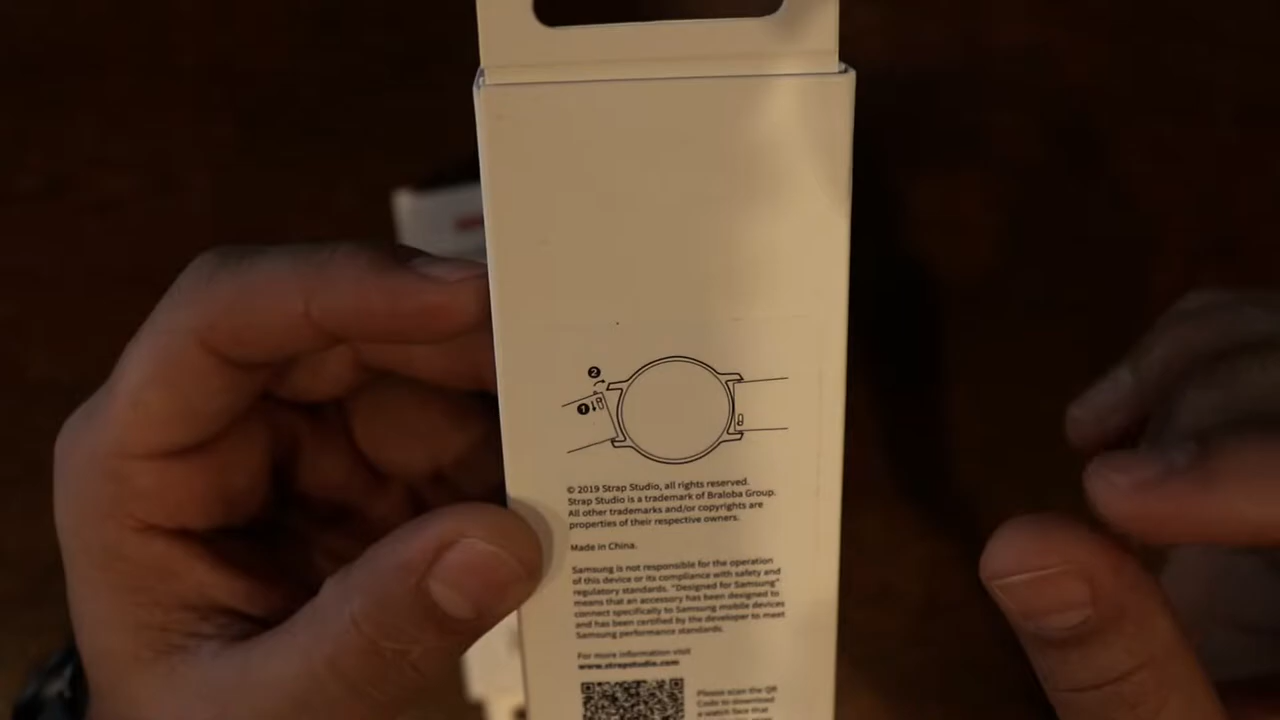 2
1
© 2019 Strap Studio, all rights reserved.
Strap Studio is a trademark of Braloba Group.
All other trademarks and/or copyrights are
properties of their respective owners.
Made in China.
Samsung is not responsible for the operation
of this device or its compliance with safety and
regulatory standards. "Designed for Samsung"
means that an accessory has been designed to
connect specifically to Samsung mobile devices
and has been certified by the developer to meet
Samsung performance standards.
For more information visit
www.strapstudio.com
Please scan the QR
Code to download
a watch face that